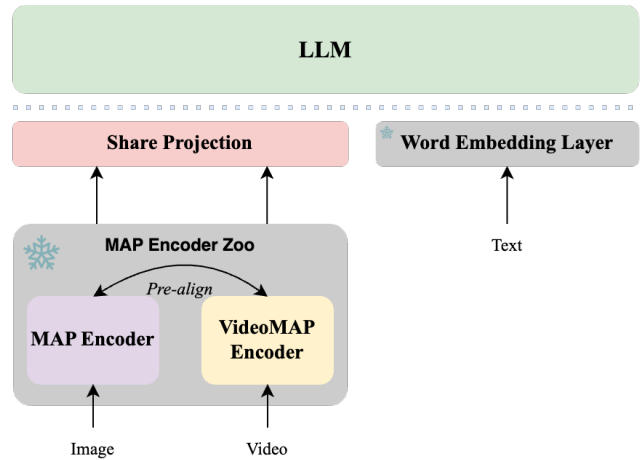 LLM
Share Projection
Word Embedding Layer
MAP Encoder Zoo
Text
Pre-align
MAP Encoder
VideoMAP
Encoder
Image
Video